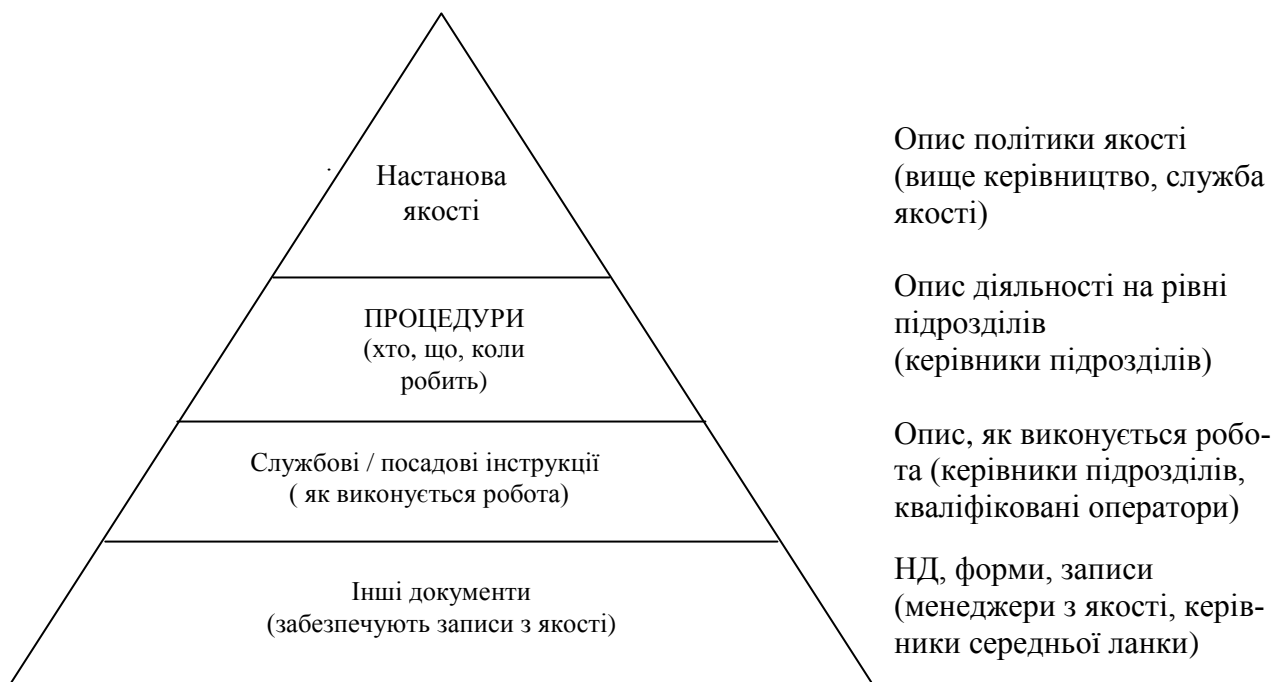 Настанова
якості
Опис політики якості
(вище керівництво, служба
якості)
ПРОЦЕДУРИ
(хто, що, коли
робить)
Опис діяльності на рівні
підрозділів
(керівники підрозділів)
Службові / посадові інструкції
( як виконується робота)
Опис, як виконується робо-
та (керівники підрозділів,
кваліфіковані оператори)
Інші документи
(забезпечують записи з якості)
НД, форми, записи
(менеджери з якості, керів-
ники середньої ланки)